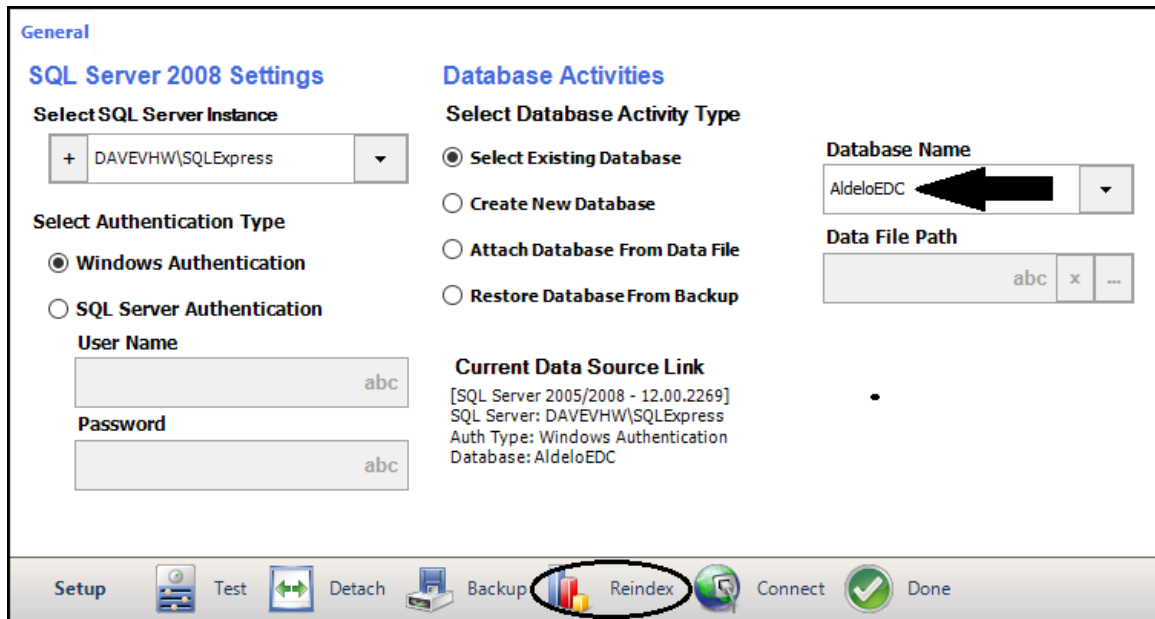 General
SQL Server 2008 Settings
Select SQL Server Instance
+ DAVEVHW\SQLExpress
Select Authentication Type
Windows Authentication
SQL Server Authentication
User Name
abc
Password
abc
Database Activities
Select Database Activity Type
Select Existing Database
Create New Database
Attach Database From Data File
Restore Database From Backup
Database Name
AldeloEDC
Data File Path
abc x ...
Current Data Source Link
[SQL Server 2005/2008 - 12.00.2269]
SQL Server: DAVEVHW\SQLExpress
Auth Type: Windows Authentication
Database: AldeloEDC
Setup Test Detach Backup Reindex Connect Done